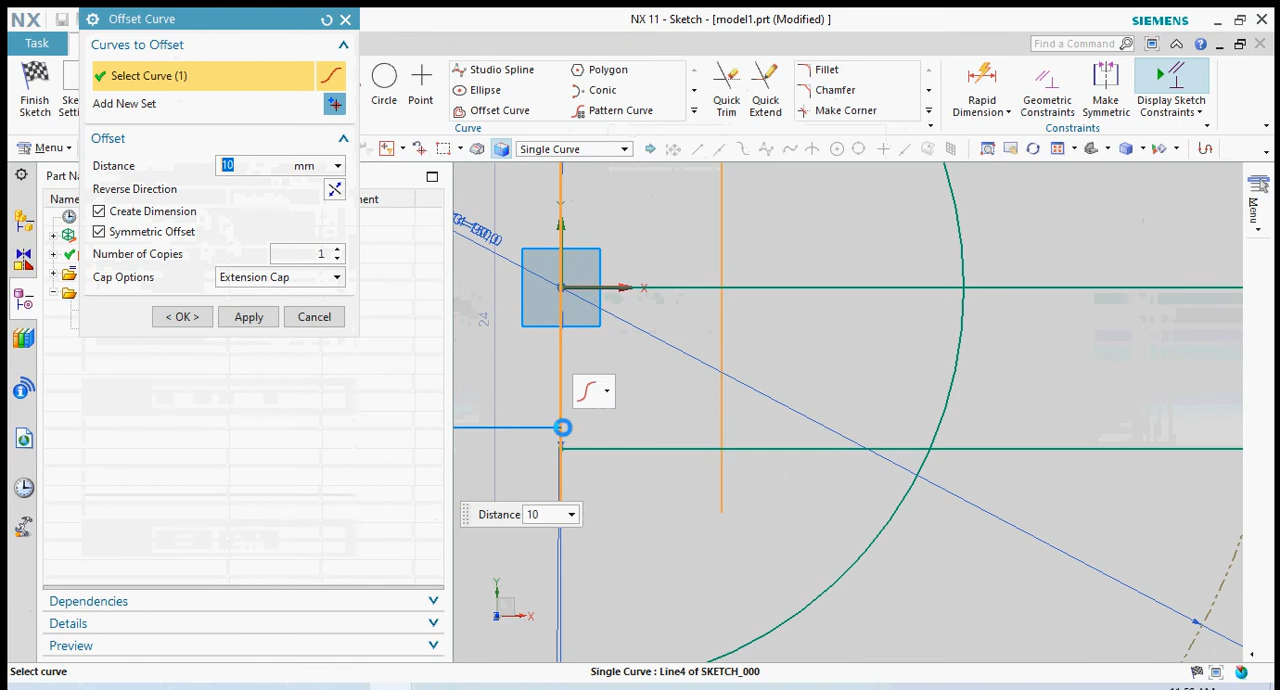 NX
Offset Curve
NX 11 - Sketch - [model1.prt (Modified) ]
SIEMENS
Task
Curves to Offset
Find a Command
Finish
Sketch
Select Curve (1)
Add New Set
Circle
Point
Studio Spline
Ellipse
Offset Curve
Polygon
Conic
Pattern Curve
Curve
Quick
Trim
Quick
Extend
Fillet
Chamfer
Make Corner
Rapid
Dimension
Geometric
Constraints
Make
Symmetric
Display Sketch
Constraints
Constraints
Menu
Single Curve
Offset
Distance
10
mm
Reverse Direction
Create Dimension
Symmetric Offset
Number of Copies
1
Cap Options
Extension Cap
< OK >
Apply
Cancel
Menu
24
X
Distance
10
Y
X
Dependencies
Details
Preview
Select curve
Single Curve : Line4 of SKETCH_000